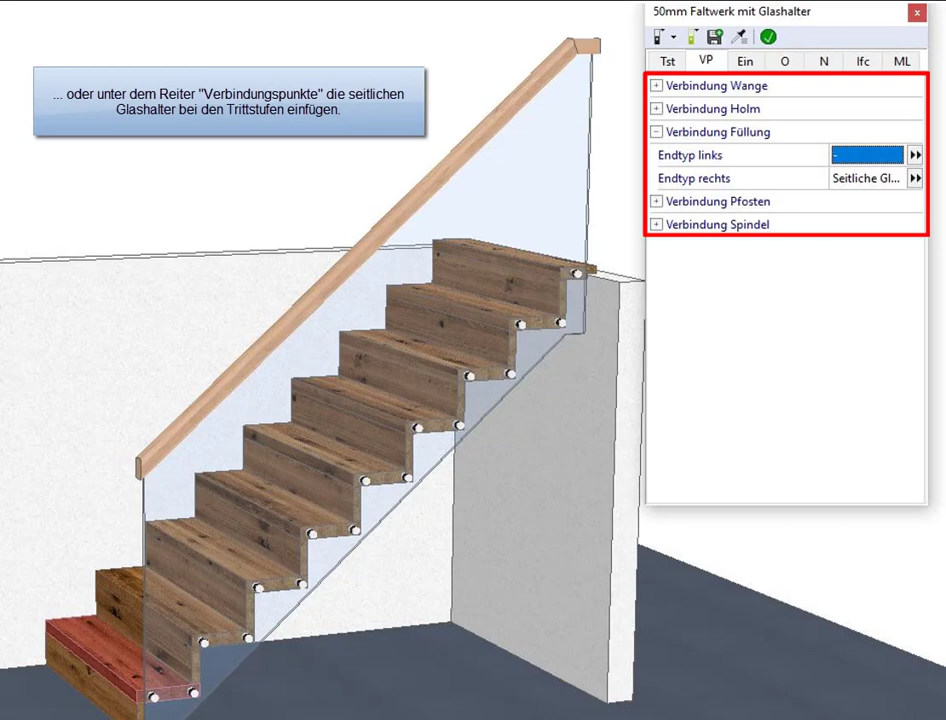 50mm Faltwerk mit Glashalter
x
Tst VP Ein O N Ifc ML
... oder unter dem Reiter "Verbindungspunkte" die seitlichen
Glashalter bei den Trittstufen einfügen.
Verbindung Wange
Verbindung Holm
Verbindung Füllung
Endtyp links -
Endtyp rechts Seitliche Gl...
Verbindung Pfosten
Verbindung Spindel